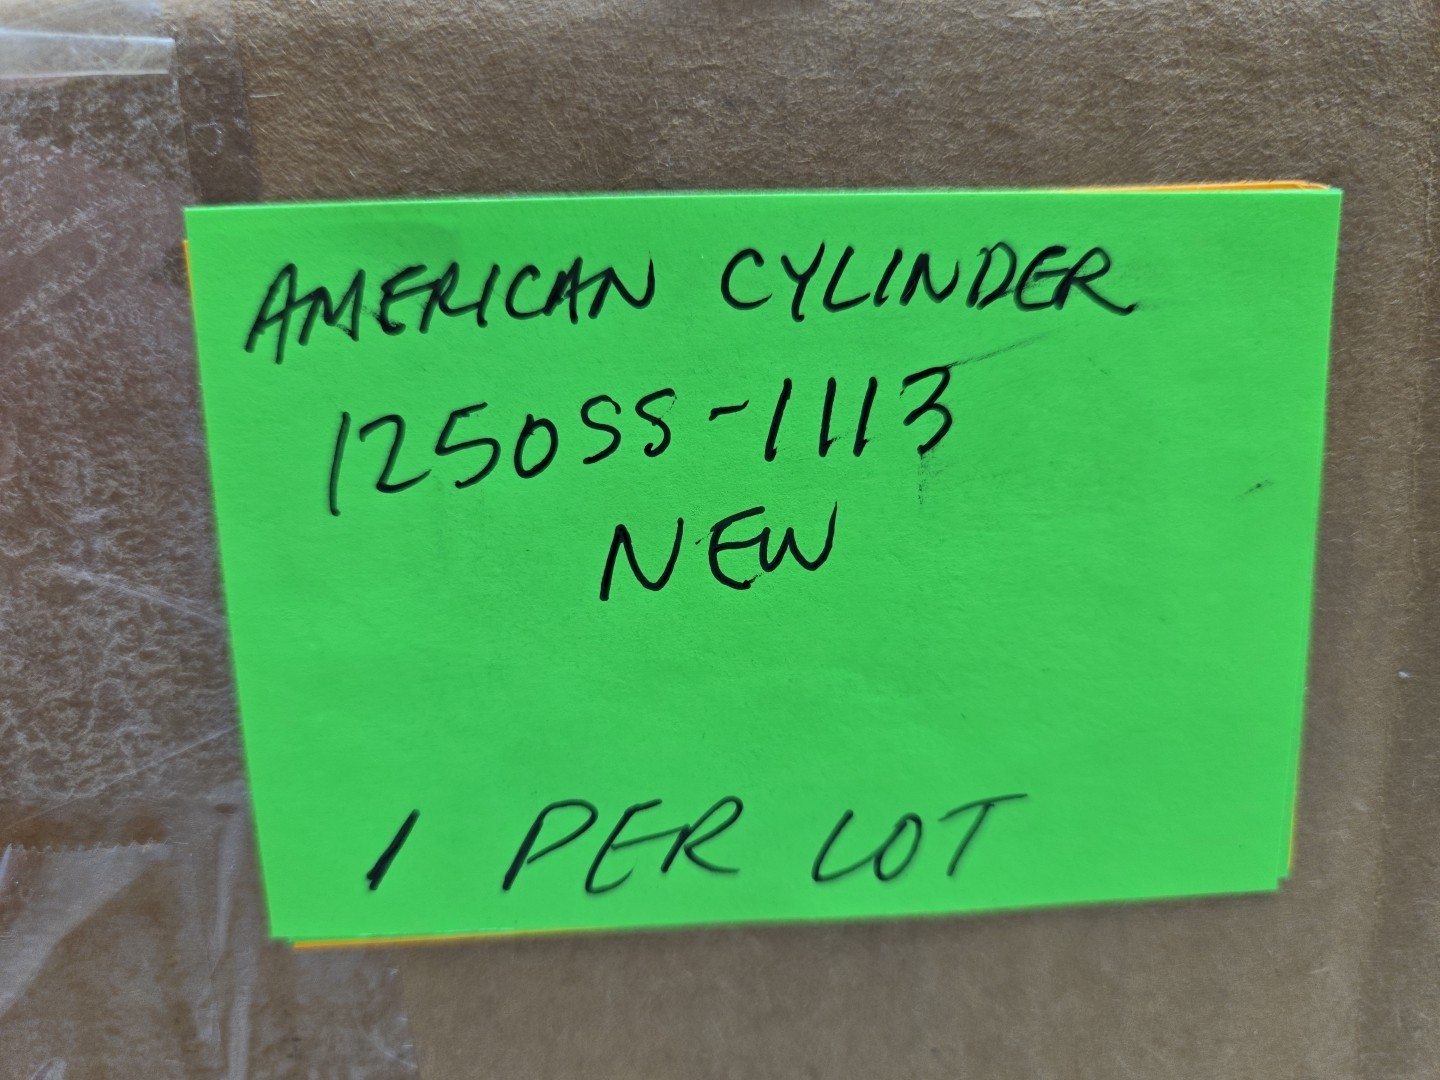 AMERICAN CYLINDER
1250SS-1113
NEW
1 PER LOT